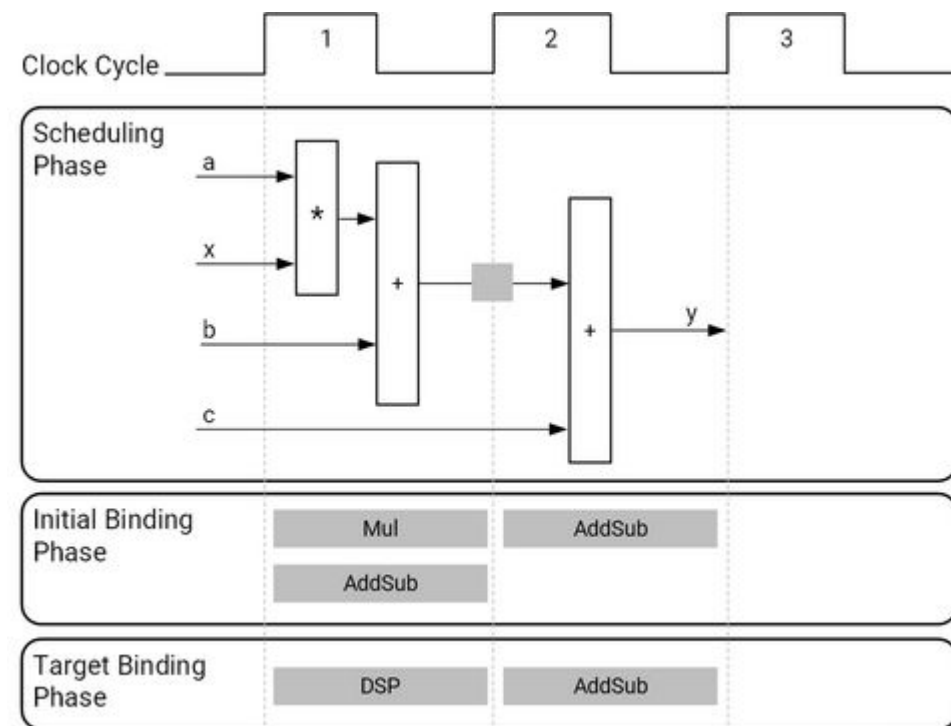 1
2
3
Clock Cycle
Scheduling
Phase
a
*
x
+
b
+
y
c
Initial Binding
Phase
Mul
AddSub
AddSub
Target Binding
Phase
DSP
AddSub